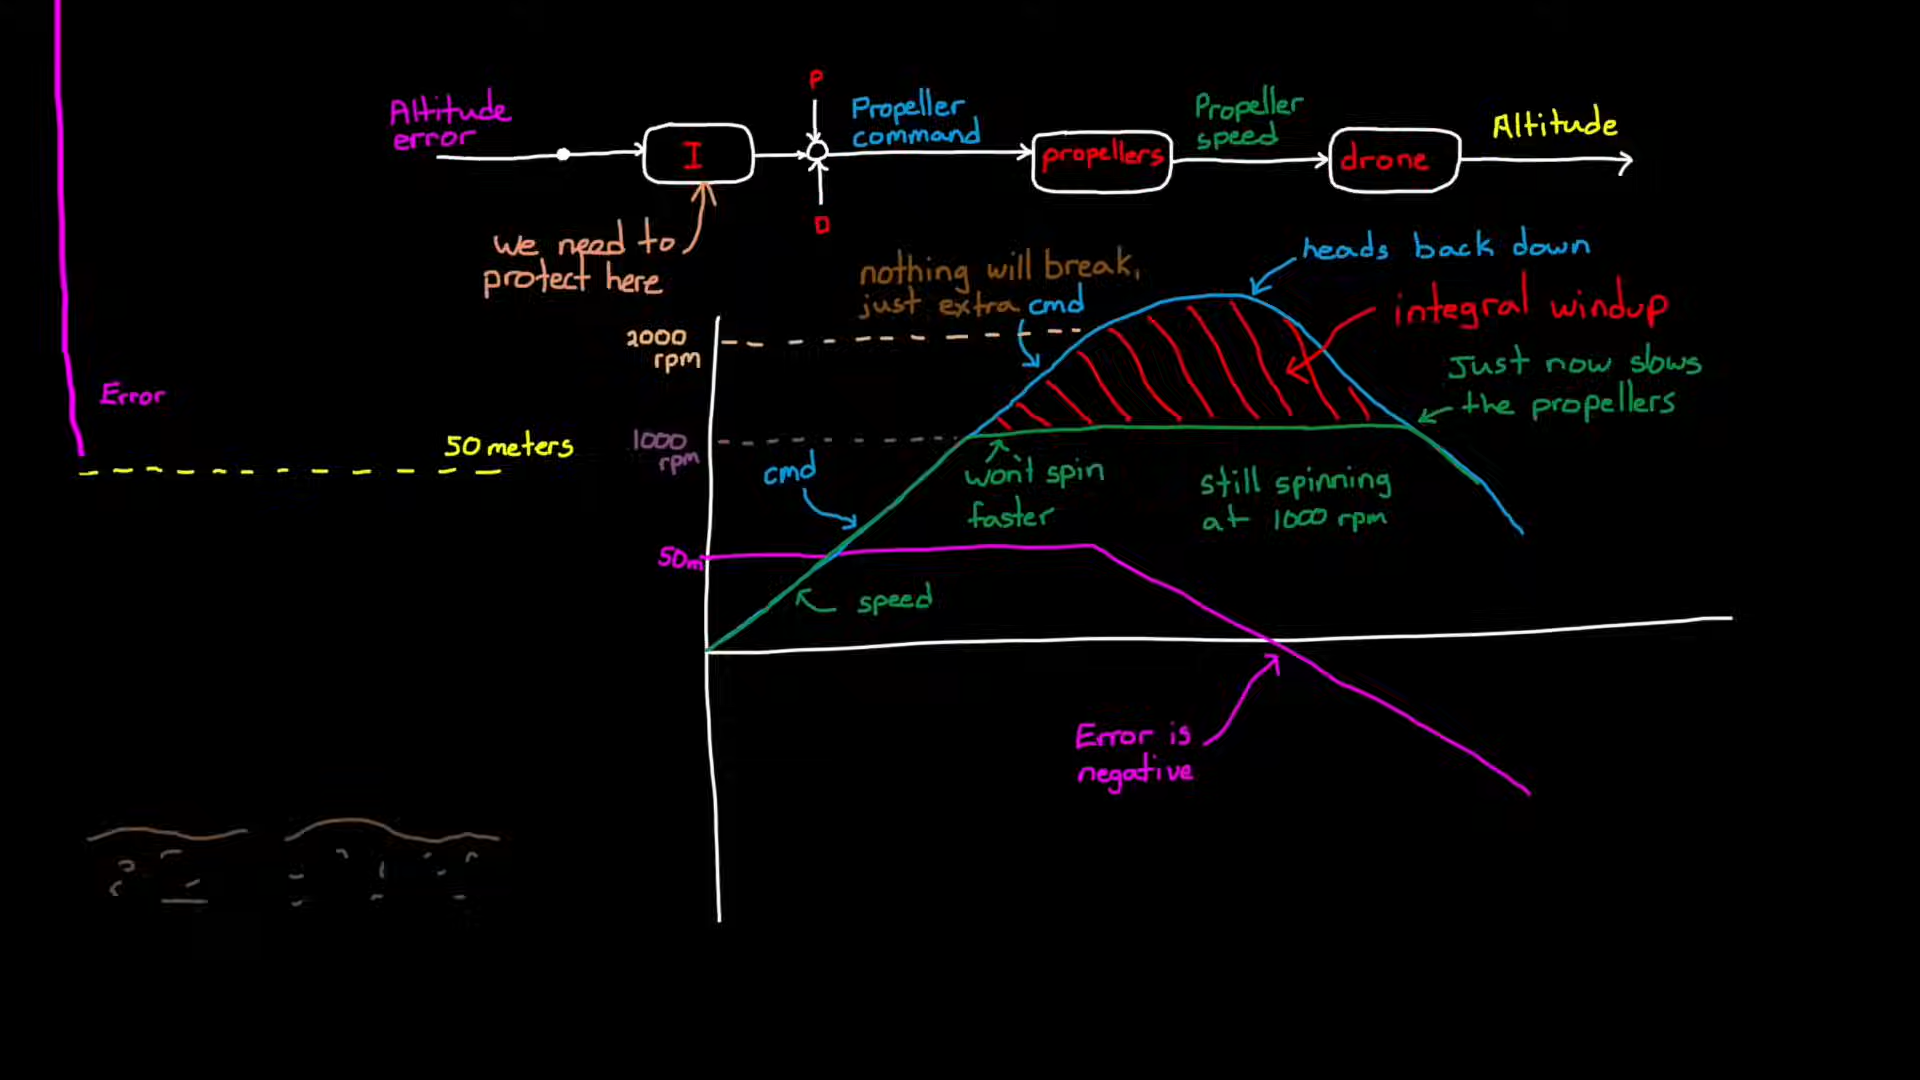 Altitude
error
I
P
D
Propeller
command
propellers
Propeller
speed
drone
Altitude
we need to
protect here
nothing will break,
just extra cmd
heads back down
integral windup
2000
rpm
Just now slows
the propellers
Error
50 meters
1000
rpm
cmd
won't spin
faster
still spinning
at 1000 rpm
50m
speed
Error is
negative